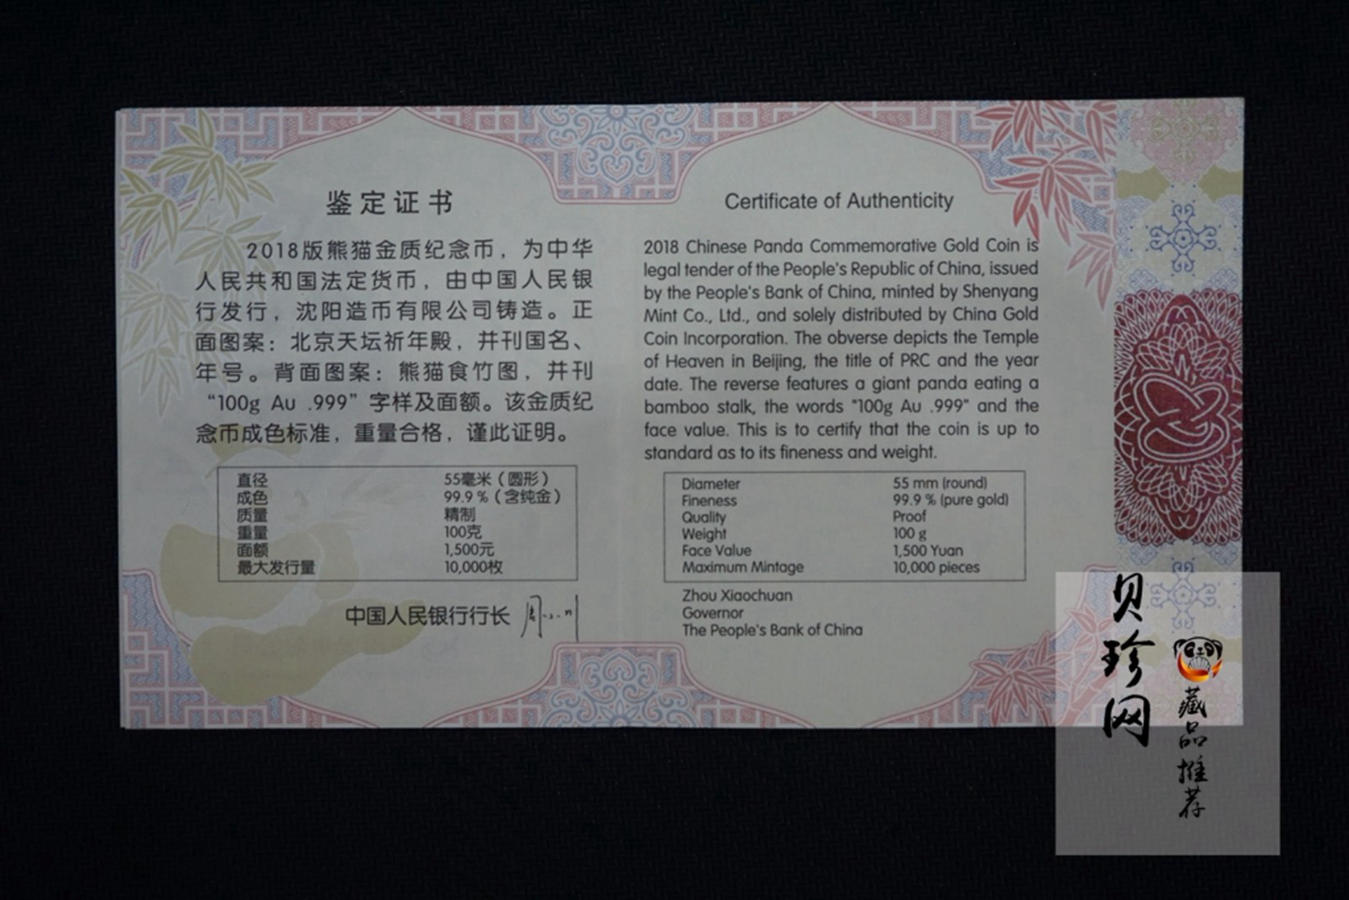 鉴定证书
2018版熊猫金质纪念币，为中华
人民共和国法定货币，由中国人民银
行发行，沈阳造币有限公司铸造。正
面图案：北京天坛祈年殿，并刊国名、
年号。背面图案：熊猫食竹图，并刊
“100g Au .999”字样及面额。该金质纪
念币成色标准，重量合格，谨此证明。
直径 55毫米（圆形）
成色 99.9％（含纯金）
质量 精制
重量 100克
面额 1,500元
最大发行量 10,000枚
中国人民银行行长
Certificate of Authenticity
2018 Chinese Panda Commemorative Gold Coin is
legal tender of the People's Republic of China, issued
by the People's Bank of China, minted by Shenyang
Mint Co., Ltd., and solely distributed by China Gold
Coin Incorporation. The obverse depicts the Temple
of Heaven in Beijing, the title of PRC and the year
date. The reverse features a giant panda eating a
bamboo stalk, the words "100g Au .999" and the
face value. This is to certify that the coin is up to
standard as to its fineness and weight.
Diameter 55 mm (round)
Fineness 99.9 % (pure gold)
Quality Proof
Weight 100 g
Face Value 1,500 Yuan
Maximum Mintage 10,000 pieces
Zhou Xiaochuan
Governor
The People's Bank of China
贝珍网
藏品推荐